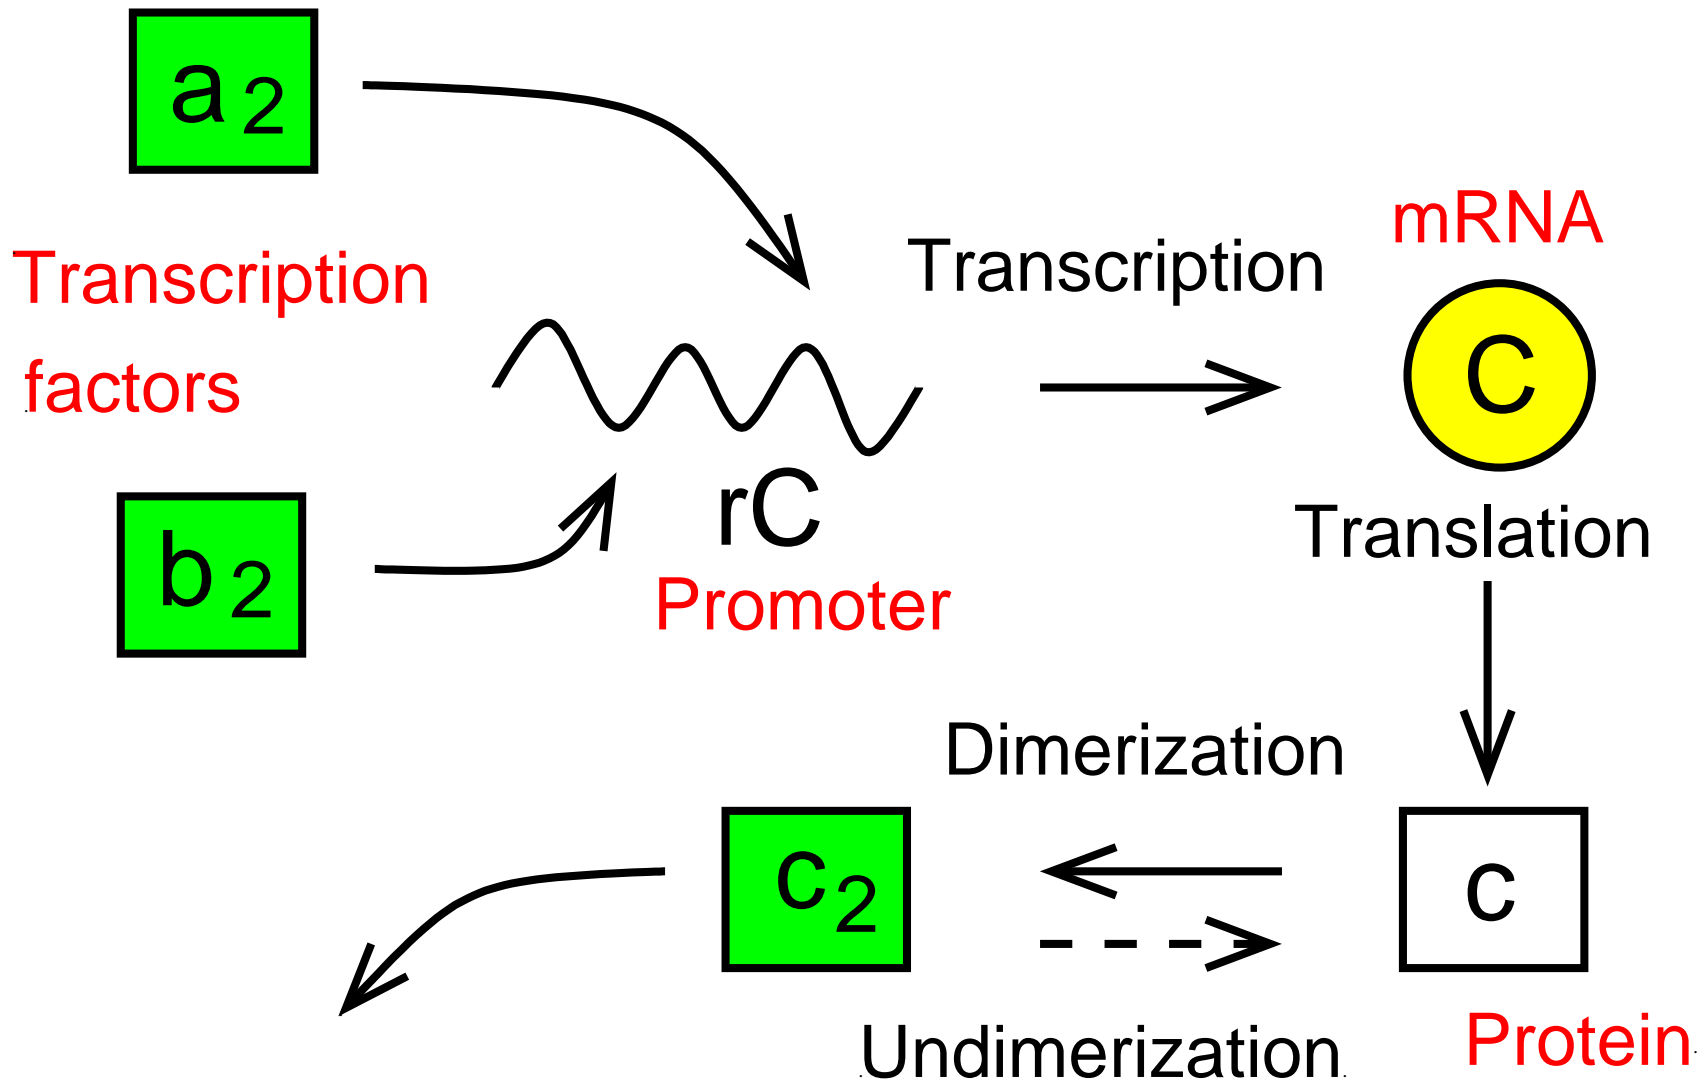 a2
Transcription
factors
b2
rC
Promoter
Transcription
mRNA
C
Translation
Dimerization
c2
c
Undimerization
Protein